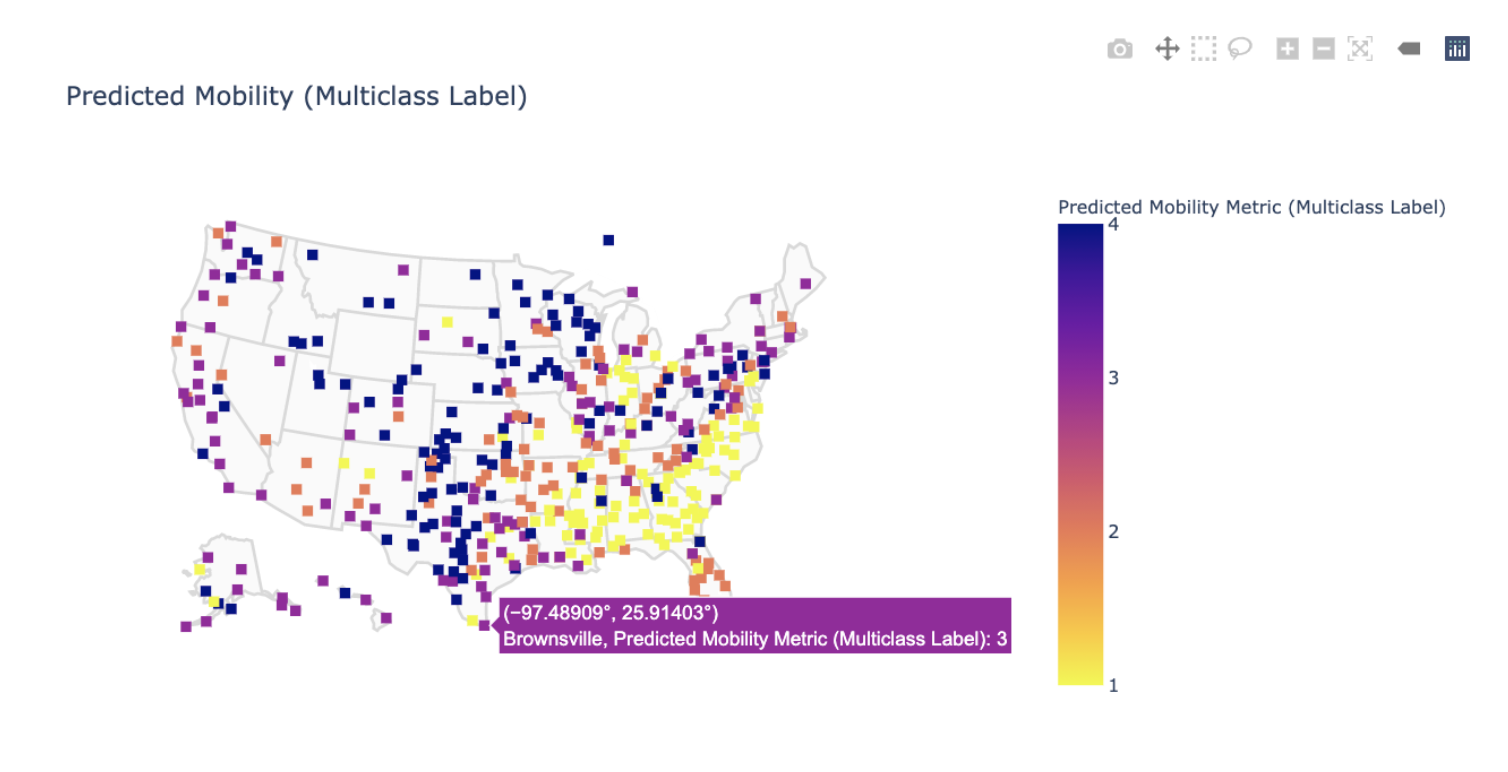 Predicted Mobility (Multiclass Label)
Predicted Mobility Metric (Multiclass Label)
4
3
2
1
(−97.48909°, 25.91403°)
Brownsville, Predicted Mobility Metric (Multiclass Label): 3